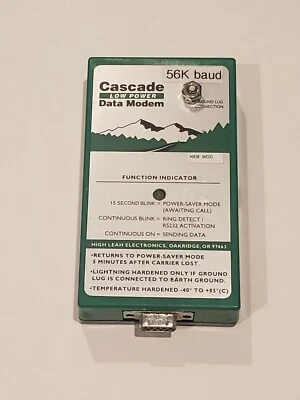 Cascade
LOW POWER
Data Modem
56K baud
GROUND LUG
CONNECTION
NEB MOD
FUNCTION INDICATOR
15 SECOND BLINK = POWER-SAVER MODE
(AWAITING CALL)
CONTINUOUS BLINK = RING DETECT /
RS232 ACTIVATION
CONTINUOUS ON = SENDING DATA
HIGH LEAH ELECTRONICS, OAKRIDGE, OR 97463
•RETURNS TO POWER-SAVE MODE
5 MINUTES AFTER CARRIER LOST.
•LIGHTNING HARDENED ONLY IF GROUND
LUG IS CONNECTED TO EARTH GROUND.
•TEMPERATURE HARDENED -40° TO +85°(C)